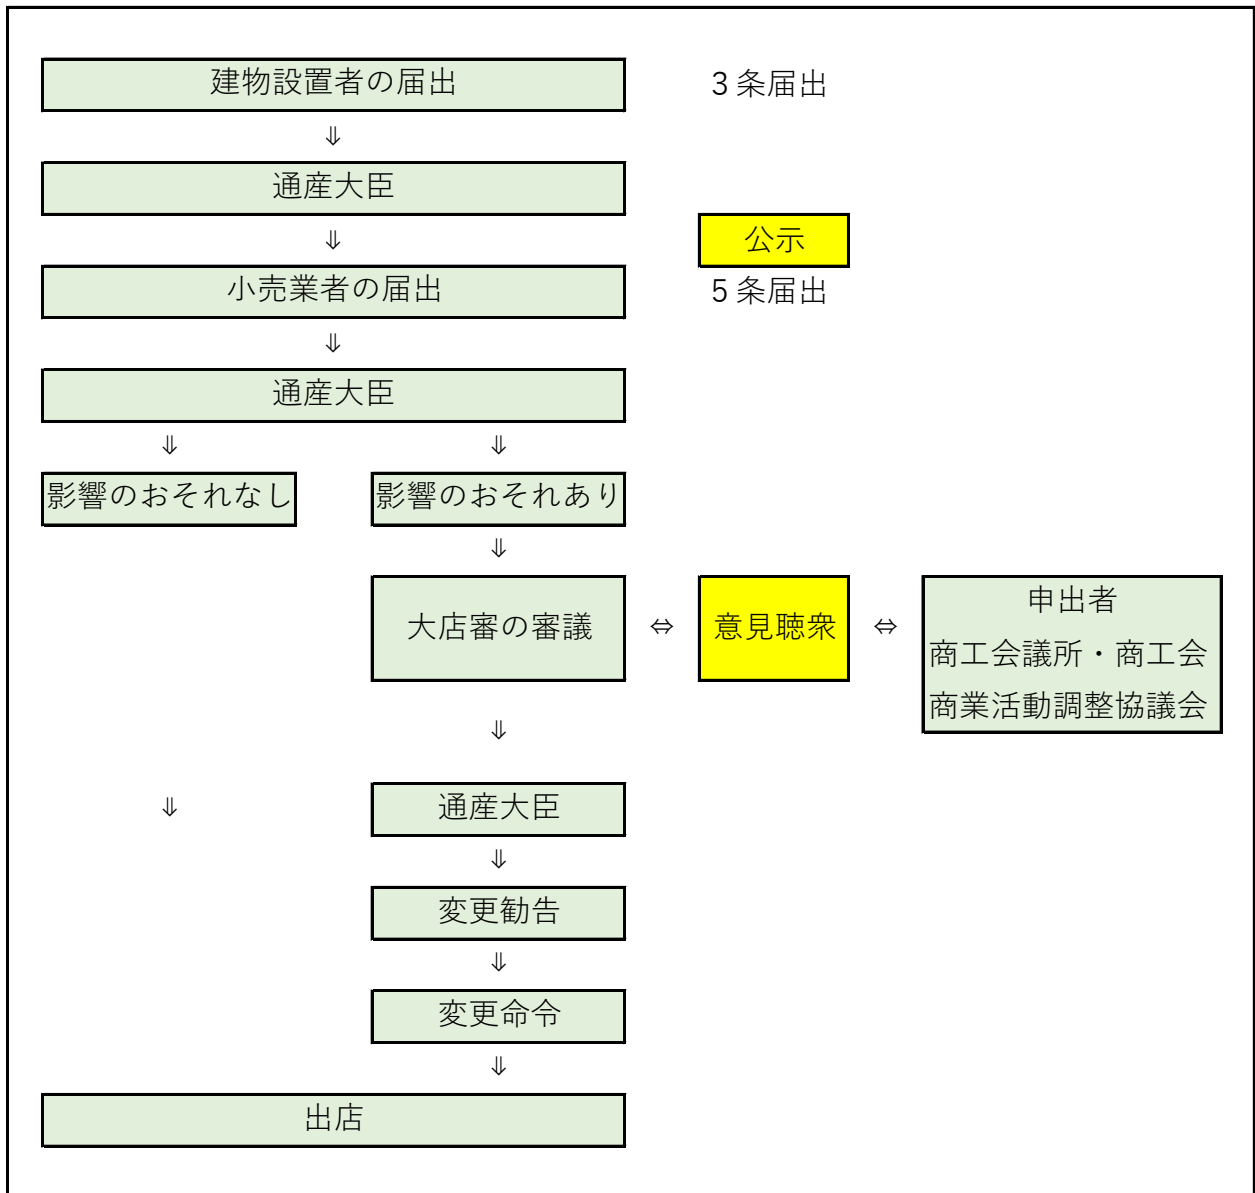 建物設置者の届出 3条届出
⇓
通産大臣
⇓ 公示
小売業者の届出 5条届出
⇓
通産大臣
⇓ ⇓
影響のおそれなし 影響のおそれあり
⇓
大店審の審議 ⇔ 意見聴衆 ⇔ 申出者
商工会議所・商工会
商業活動調整協議会
⇓
⇓ 通産大臣
⇓
変更勧告
⇓
変更命令
⇓
出店